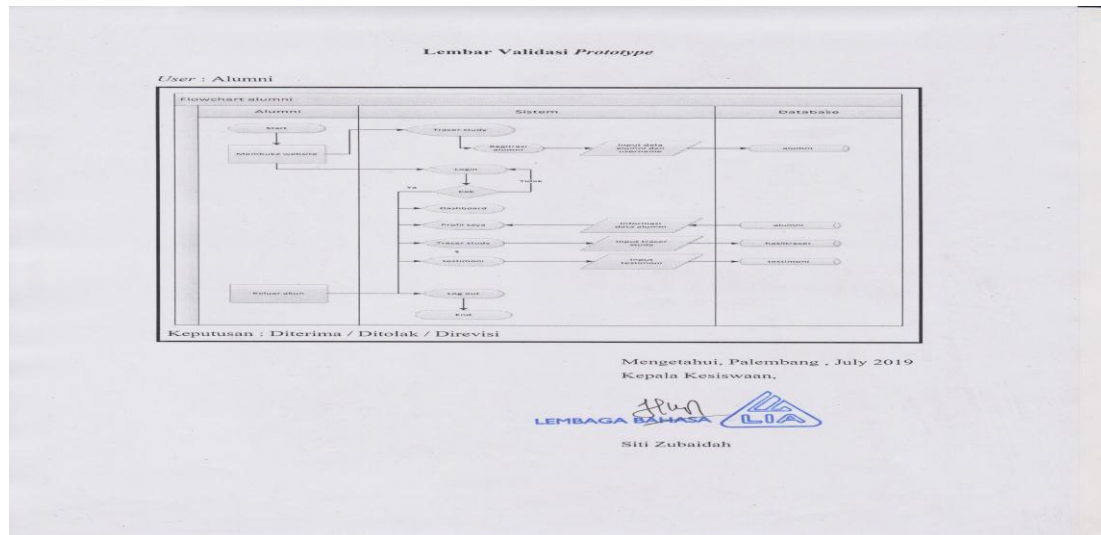 Lembar Validasi Prototype
User : Alumni
Flowchart alumni
Alumni
Sistem
Database
Start
Tracer study
Registrasi alumni
Input data alumni dan username
alumni
Membuka website
Login
Ya
Tidak
Cek
Dashboard
Profil saya
Informasi data alumni
alumni
Tracer study
Input tracer study
hasiltracer
testimoni
Input testimoni
testimoni
Keluar akun
Log out
End
Keputusan : Diterima / Ditolak / Direvisi
Mengetahui, Palembang , July 2019
Kepala Kesiswaan,
LEMBAGA BAHASA LIA
Siti Zubaidah